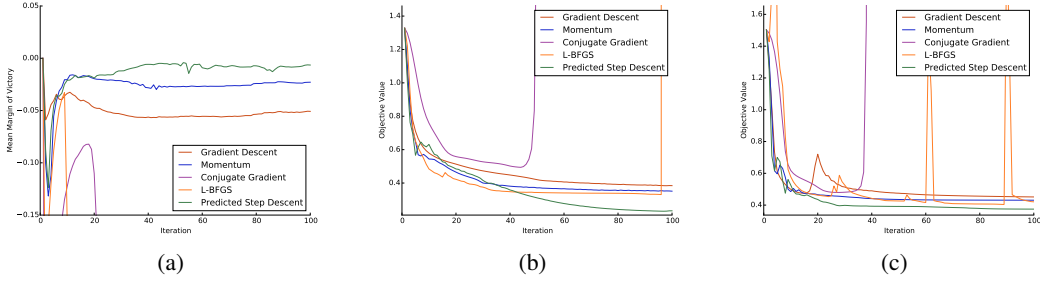 0.05
0.00
−0.05
−0.10
−0.15
Mean Margin of Victory
0 20 40 60 80 100
Iteration
Gradient Descent
Momentum
Conjugate Gradient
L-BFGS
Predicted Step Descent
(a)
1.6
1.4
1.2
1.0
0.8
0.6
0.4
Objective Value
0 20 40 60 80 100
Iteration
Gradient Descent
Momentum
Conjugate Gradient
L-BFGS
Predicted Step Descent
(b)
1.6
1.4
1.2
1.0
0.8
0.6
0.4
Objective Value
0 20 40 60 80 100
Iteration
Gradient Descent
Momentum
Conjugate Gradient
L-BFGS
Predicted Step Descent
(c)